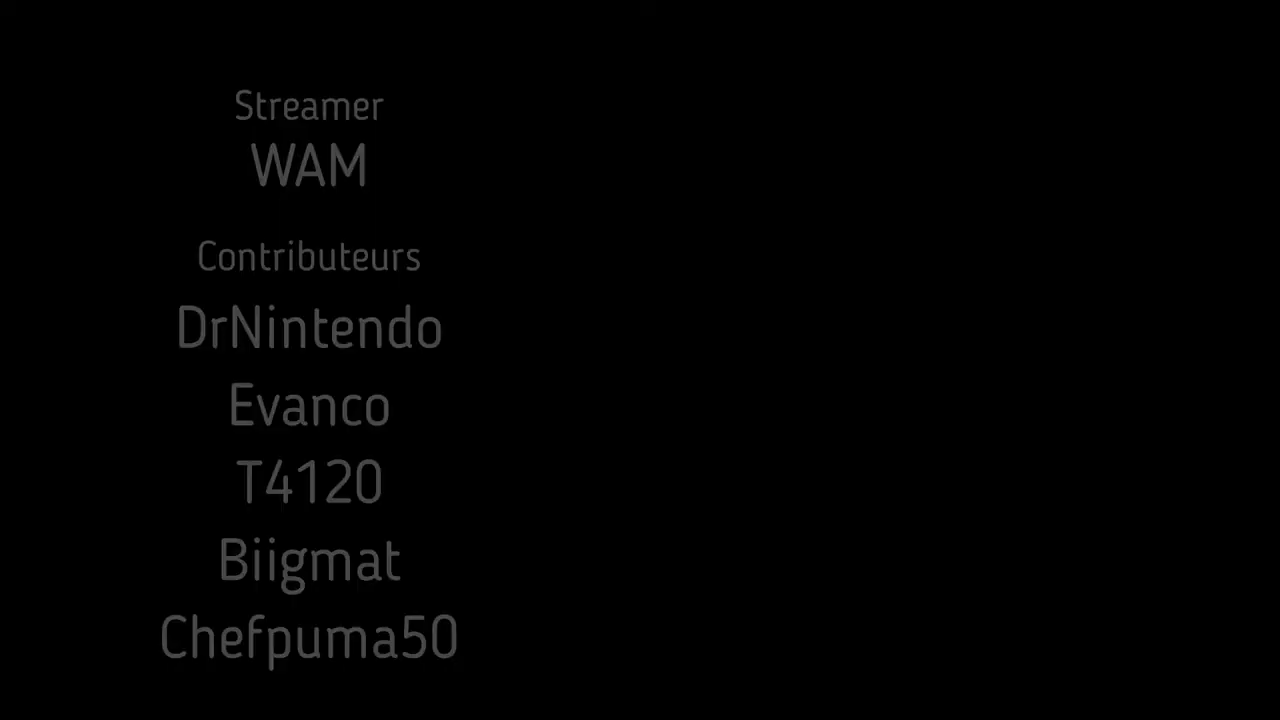 Streamer
WAM
Contributeurs
DrNintendo
Evanco
T4120
Biigmat
Chefpuma50